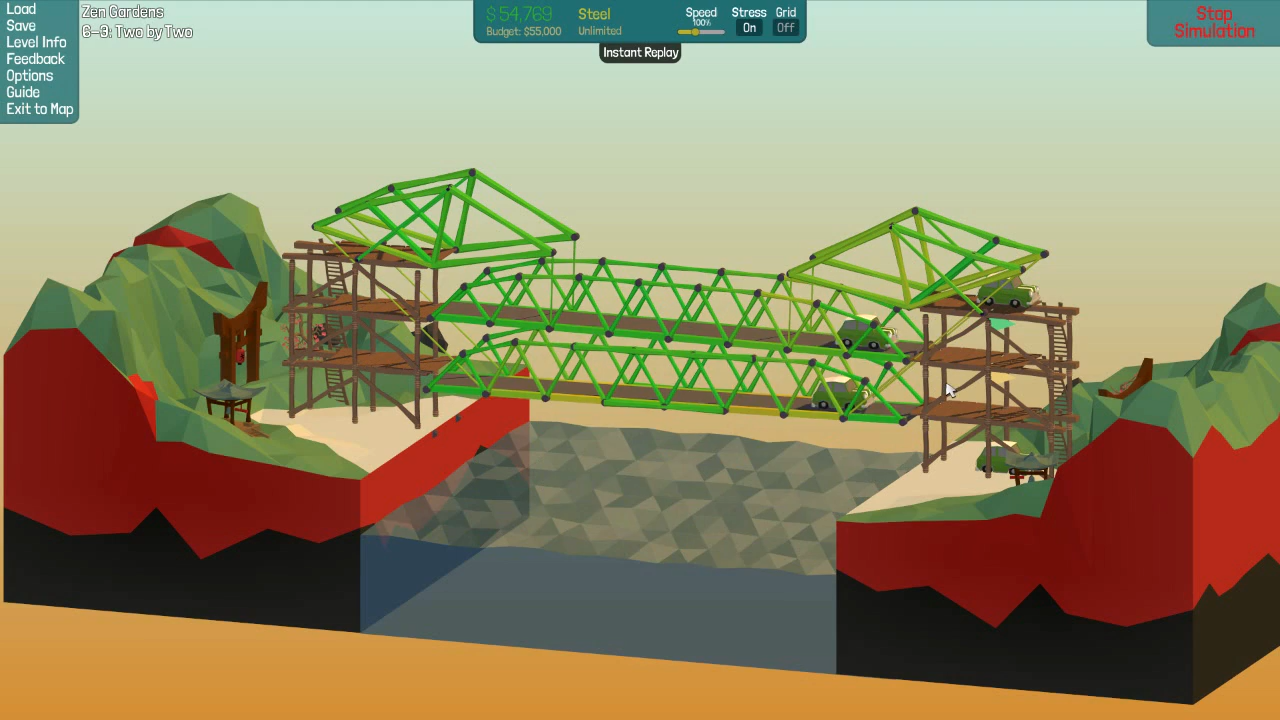 Load
Save
Level Info
Feedback
Options
Guide
Exit to Map
Zen Gardens
6-3: Two by Two
$ 54,769
Budget: $55,000
Steel
Unlimited
Speed
100%
Stress
On
Grid
Off
Instant Replay
Stop
Simulation